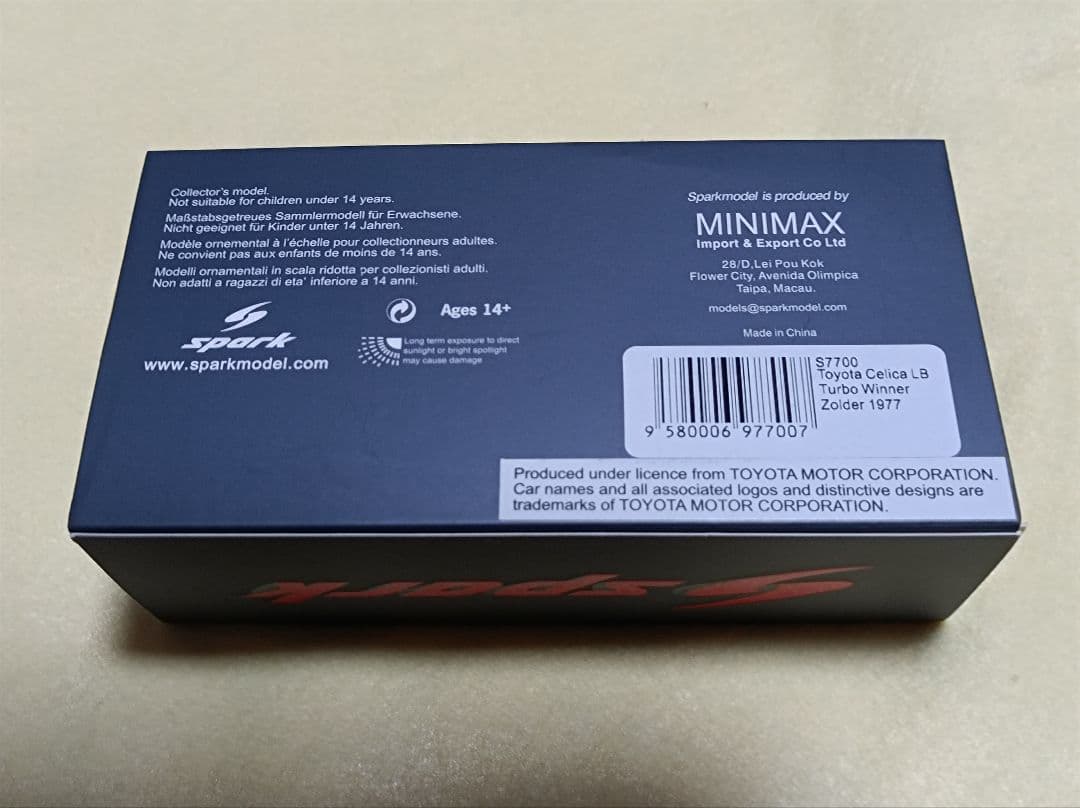 Collector's model.
Not suitable for children under 14 years.
Maßstabsgetreues Sammlermodell für Erwachsene.
Nicht geeignet für Kinder unter 14 Jahren.
Modèle ornemental à l'échelle pour collectionneurs adultes.
Ne convient pas aux enfants de moins de 14 ans.
Modelli ornamentali in scala ridotta per collezionisti adulti.
Non adatti a ragazzi di eta' inferiore a 14 anni.
spark
www.sparkmodel.com
Ages 14+
Long term exposure to direct
sunlight or bright spotlight
may cause damage
Sparkmodel is produced by
MINIMAX
Import & Export Co Ltd
28/D,Lei Pou Kok
Flower City, Avenida Olimpica
Taipa, Macau.
models@sparkmodel.com
Made in China
S7700
Toyota Celica LB
Turbo Winner
Zolder 1977
9 580006 977007
Produced under licence from TOYOTA MOTOR CORPORATION.
Car names and all associated logos and distinctive designs are
trademarks of TOYOTA MOTOR CORPORATION.
spark